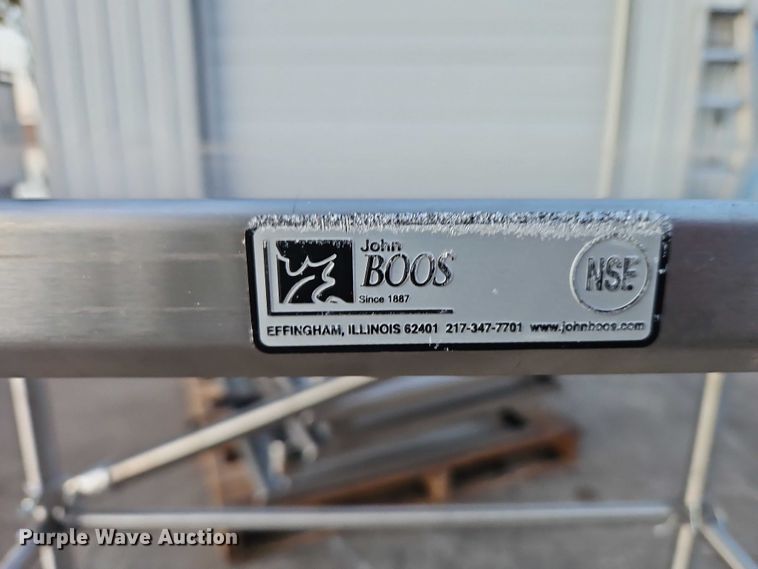 John
BOOS
Since 1887
NSF
EFFINGHAM, ILLINOIS 62401 217-347-7701 www.johnboos.com
Purple Wave Auction